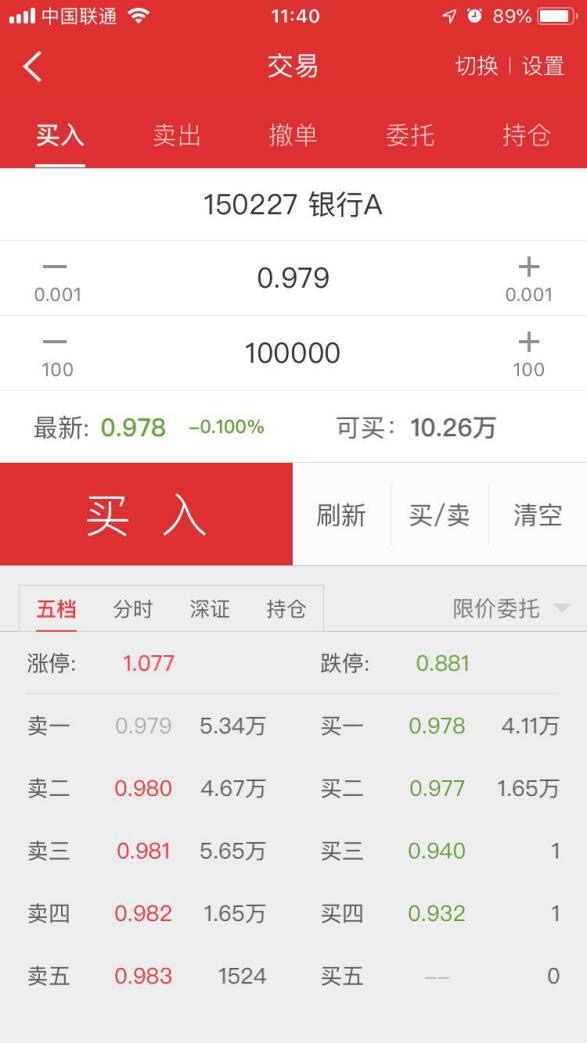 中国联通 11:40 89%
交易 切换 | 设置
买入 卖出 撤单 委托 持仓
150227 银行A
0.001 0.979 0.001
100 100000 100
最新: 0.978 -0.100% 可买: 10.26万
买入 刷新 买/卖 清空
五档 分时 深证 持仓 限价委托
涨停: 1.077 跌停: 0.881
卖一 0.979 5.34万 买一 0.978 4.11万
卖二 0.980 4.67万 买二 0.977 1.65万
卖三 0.981 5.65万 买三 0.940 1
卖四 0.982 1.65万 买四 0.932 1
卖五 0.983 1524 买五 -- 0